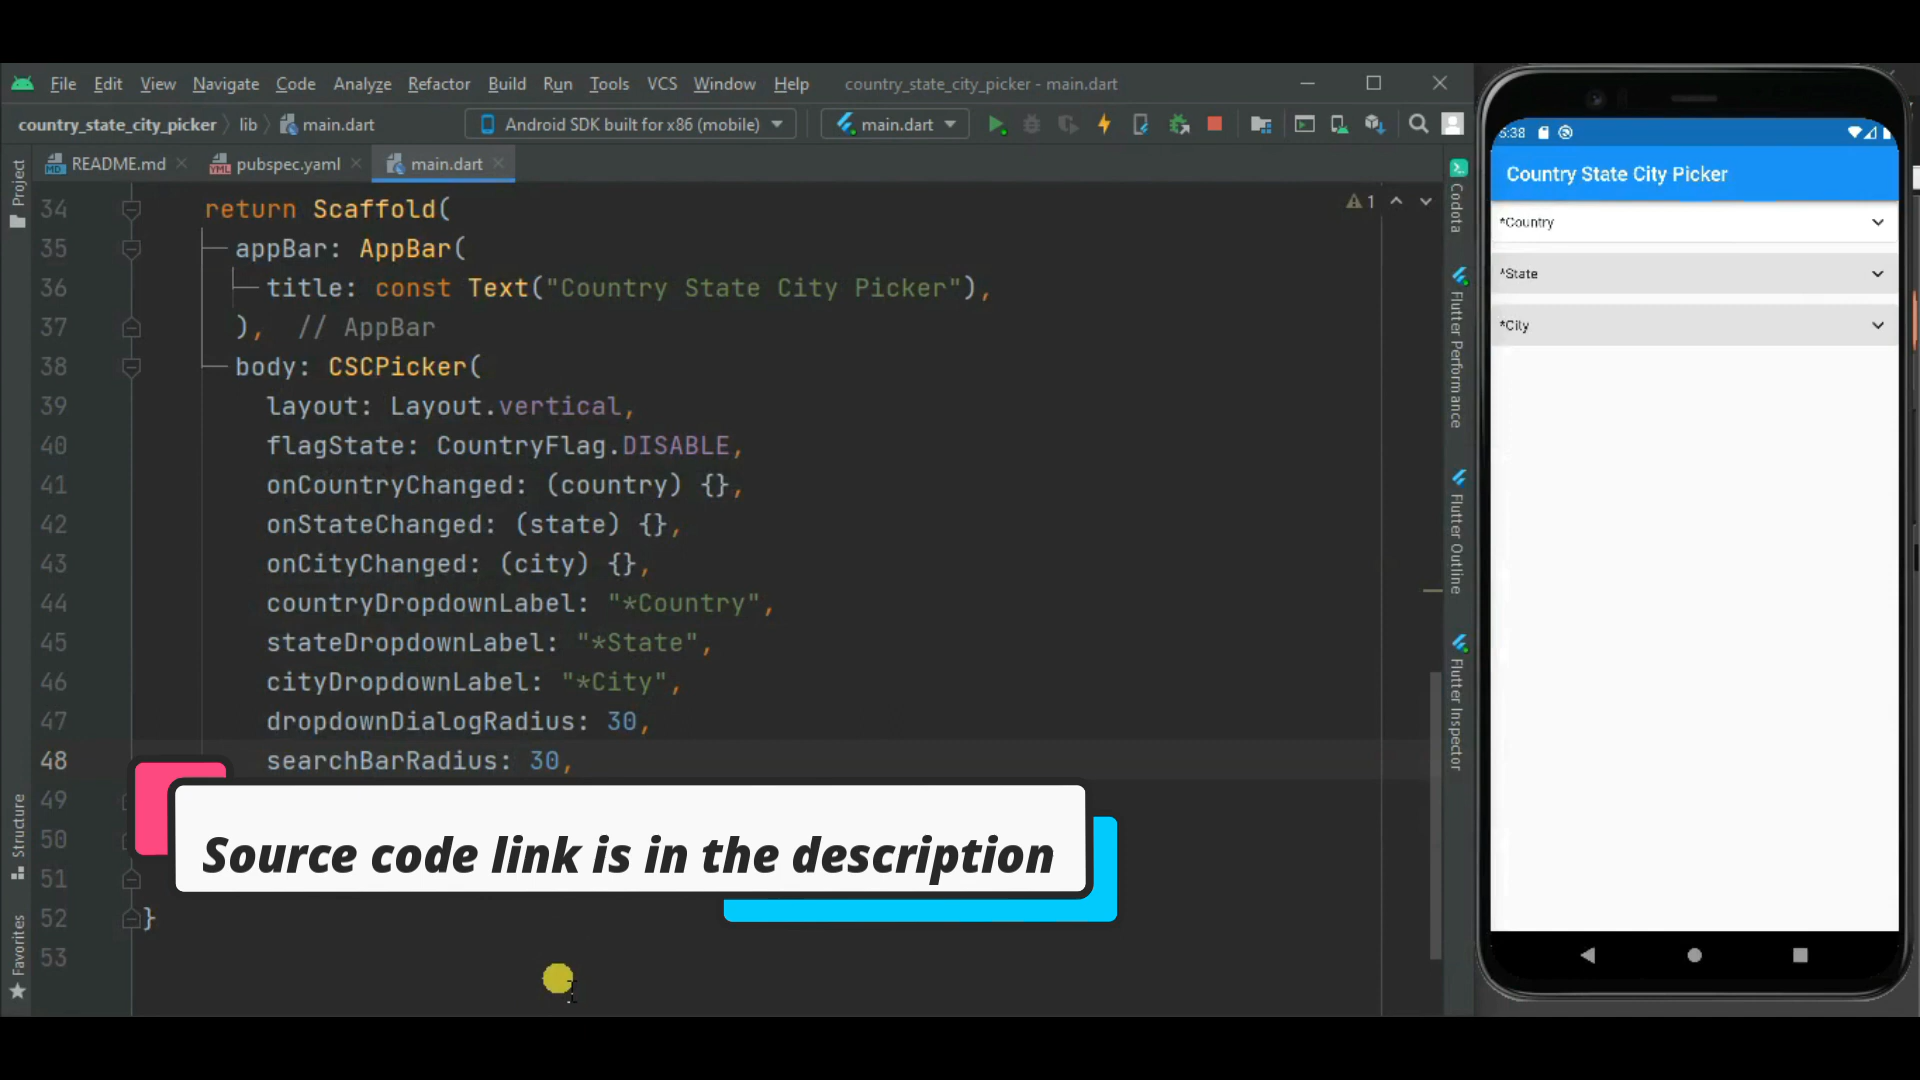 File Edit View Navigate Code Analyze Refactor Build Run Tools VCS Window Help country_state_city_picker - main.dart
country_state_city_picker lib main.dart Android SDK built for x86 (mobile) main.dart
README.md pubspec.yaml main.dart
Project
Structure
Favorites
34 return Scaffold(
35 appBar: AppBar(
36 title: const Text("Country State City Picker"),
37 ), // AppBar
38 body: CSCPicker(
39 layout: Layout.vertical,
40 flagState: CountryFlag.DISABLE,
41 onCountryChanged: (country) {},
42 onStateChanged: (state) {},
43 onCityChanged: (city) {},
44 countryDropdownLabel: "*Country",
45 stateDropdownLabel: "*State",
46 cityDropdownLabel: "*City",
47 dropdownDialogRadius: 30,
48 searchBarRadius: 30,
49
50
51
52 }
53
1
Source code link is in the description
Codota
Flutter Performance
Flutter Outline
Flutter Inspector
5:38
Country State City Picker
*Country
*State
*City